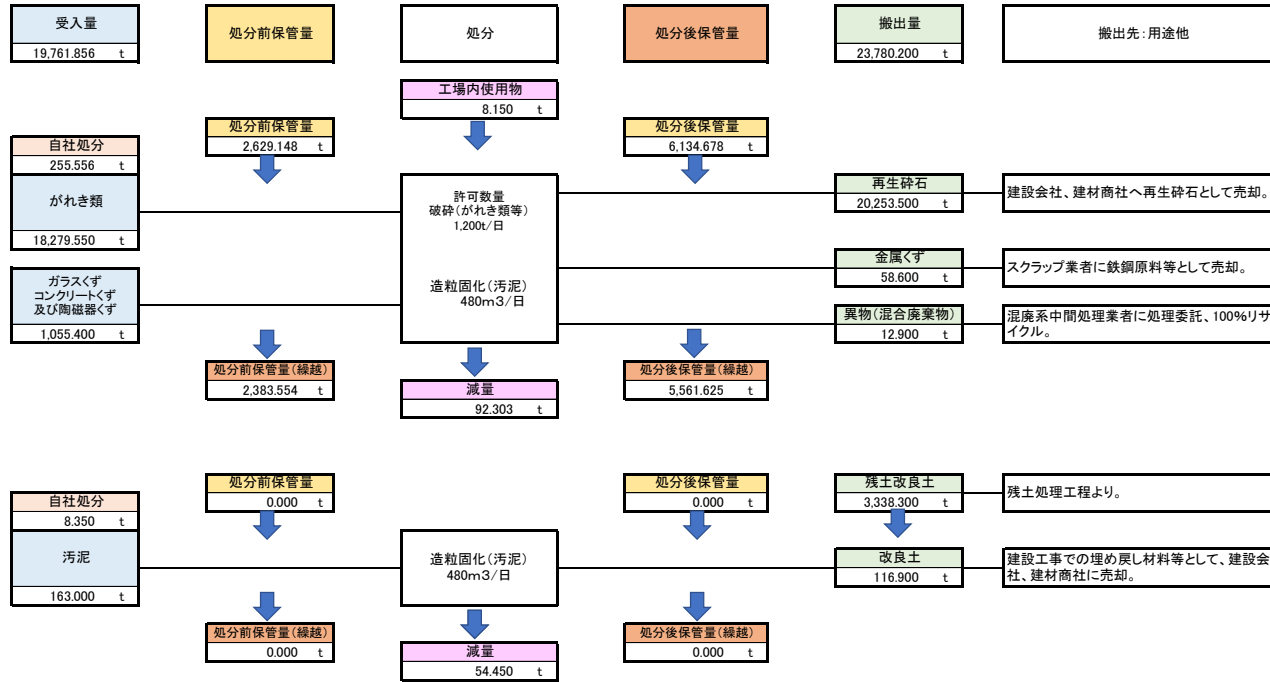 受入量
19,761.856 t
処分前保管量
処分
処分後保管量
搬出量
23,780.200 t
搬出先:用途他
工場内使用物
8.150 t
処分前保管量
2,629.148 t
処分後保管量
6,134.678 t
自社処分
255.556 t
がれき類
18,279.550 t
許可数量
破砕(がれき類等)
1,200t/日
造粒固化(汚泥)
480m3/日
再生砕石
20,253.500 t
建設会社、建材商社へ再生砕石として売却。
金属くず
58.600 t
スクラップ業者に鉄鋼原料等として売却。
ガラスくず
コンクリートくず
及び陶磁器くず
1,055.400 t
異物(混合廃棄物)
12.900 t
混廃系中間処理業者に処理委託、100%リサ
イクル。
処分前保管量(繰越)
2,383.554 t
減量
92.303 t
処分後保管量(繰越)
5,561.625 t
処分前保管量
0.000 t
処分後保管量
0.000 t
残土改良土
3,338.300 t
残土処理工程より。
自社処分
8.350 t
汚泥
163.000 t
造粒固化(汚泥)
480m3/日
改良土
116.900 t
建設工事での埋め戻し材料等として、建設会
社、建材商社に売却。
処分前保管量(繰越)
0.000 t
減量
54.450 t
処分後保管量(繰越)
0.000 t